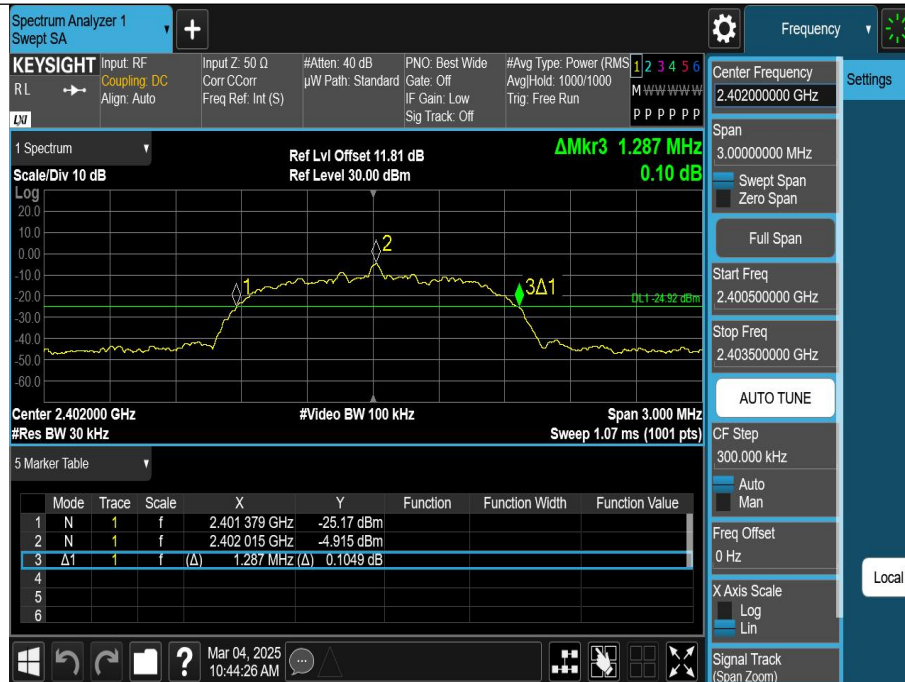 Spectrum Analyzer 1
Swept SA
Frequency
KEYSIGHT
RL
LXI
Input: RF
Coupling: DC
Align: Auto
Input Z: 50 Ω
Corr CCorr
Freq Ref: Int (S)
#Atten: 40 dB
µW Path: Standard
PNO: Best Wide
Gate: Off
IF Gain: Low
Sig Track: Off
#Avg Type: Power (RMS
Avg|Hold: 1000/1000
Trig: Free Run
1 2 3 4 5 6
M W W W W W
P P P P P P
1 Spectrum
Scale/Div 10 dB
Ref Lvl Offset 11.81 dB
Ref Level 30.00 dBm
ΔMkr3 1.287 MHz
0.10 dB
Log
20.0
10.0
0.00
-10.0
-20.0
-30.0
-40.0
-50.0
-60.0
1
2
3Δ1
DL1 -24.92 dBm
Center 2.402000 GHz
#Video BW 100 kHz
Span 3.000 MHz
#Res BW 30 kHz
Sweep 1.07 ms (1001 pts)
5 Marker Table
Mode Trace Scale X Y Function Function Width Function Value
1 N 1 f 2.401 379 GHz -25.17 dBm
2 N 1 f 2.402 015 GHz -4.915 dBm
3 Δ1 1 f (Δ) 1.287 MHz (Δ) 0.1049 dB
4
5
6
?
Mar 04, 2025
10:44:26 AM
Center Frequency
2.402000000 GHz
Settings
Span
3.00000000 MHz
Swept Span
Zero Span
Full Span
Start Freq
2.400500000 GHz
Stop Freq
2.403500000 GHz
AUTO TUNE
CF Step
300.000 kHz
Auto
Man
Freq Offset
0 Hz
Local
X Axis Scale
Log
Lin
Signal Track
(Span Zoom)